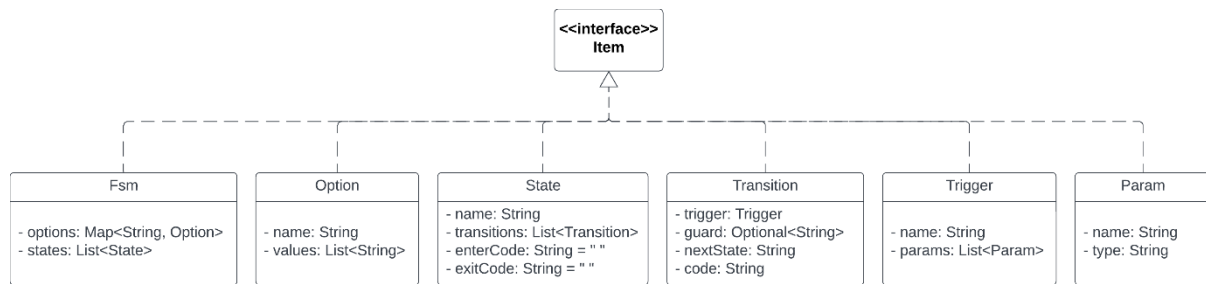 <<interface>>
Item
Fsm
- options: Map<String, Option>
- states: List<State>
Option
- name: String
- values: List<String>
State
- name: String
- transitions: List<Transition>
- enterCode: String = " "
- exitCode: String = " "
Transition
- trigger: Trigger
- guard: Optional<String>
- nextState: String
- code: String
Trigger
- name: String
- params: List<Param>
Param
- name: String
- type: String